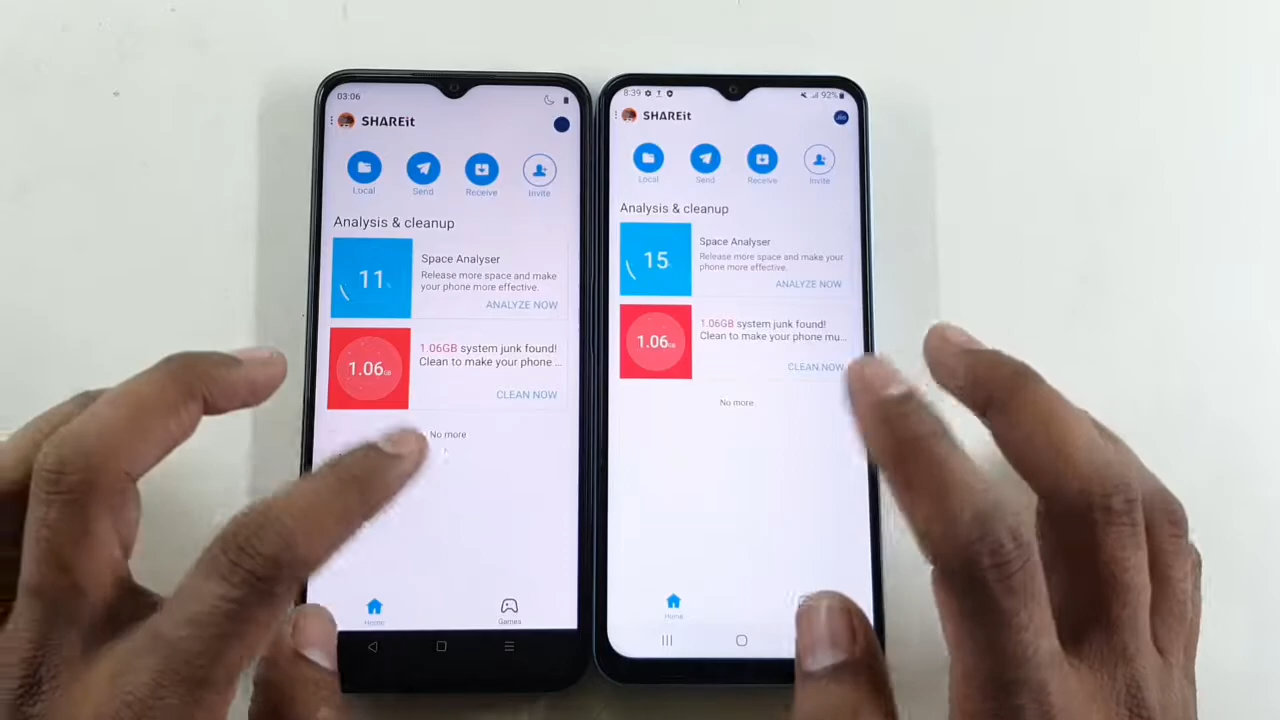 03:06
SHAREit
Local
Send
Receive
Invite
Analysis & cleanup
11
Space Analyser
Release more space and make
your phone more effective.
ANALYZE NOW
1.06GB
1.06GB system junk found!
Clean to make your phone ...
CLEAN NOW
No more
Home
Games
8:39
92%
SHAREit
Jio
Local
Send
Receive
Invite
Analysis & cleanup
15
Space Analyser
Release more space and make your
phone more effective.
ANALYZE NOW
1.06GB
1.06GB system junk found!
Clean to make your phone mu...
CLEAN NOW
No more
Home